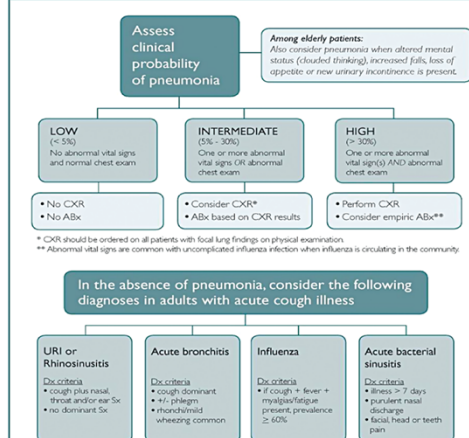 Assess
clinical
probability
of pneumonia
Among elderly patients:
Also consider pneumonia when altered mental
status (clouded thinking), increased falls, loss of
appetite or new urinary incontinence is present.
LOW
(< 5%)
No abnormal vital signs
and normal chest exam
INTERMEDIATE
(5% - 30%)
One or more abnormal
vital signs OR abnormal
chest exam
HIGH
(> 30%)
One or more abnormal
vital sign(s) AND abnormal
chest exam
• No CXR
• No ABx
• Consider CXR*
• ABx based on CXR results
• Perform CXR
• Consider empiric ABx**
* CXR should be ordered on all patients with focal lung findings on physical examination.
** Abnormal vital signs are common with uncomplicated influenza infection when influenza is circulating in the community.
In the absence of pneumonia, consider the following
diagnoses in adults with acute cough illness
URI or
Rhinosinusitis
Dx criteria
• cough plus nasal,
throat and/or ear Sx
• no dominant Sx
Acute bronchitis
Dx criteria
• cough dominant
• +/- phlegm
• rhonchi/mild
wheezing common
Influenza
Dx criteria
• if cough + fever +
myalgias/fatigue
present, prevalence
≥ 60%
Acute bacterial
sinusitis
Dx criteria
• illness > 7 days
• purulent nasal
discharge
• facial, head or teeth
pain